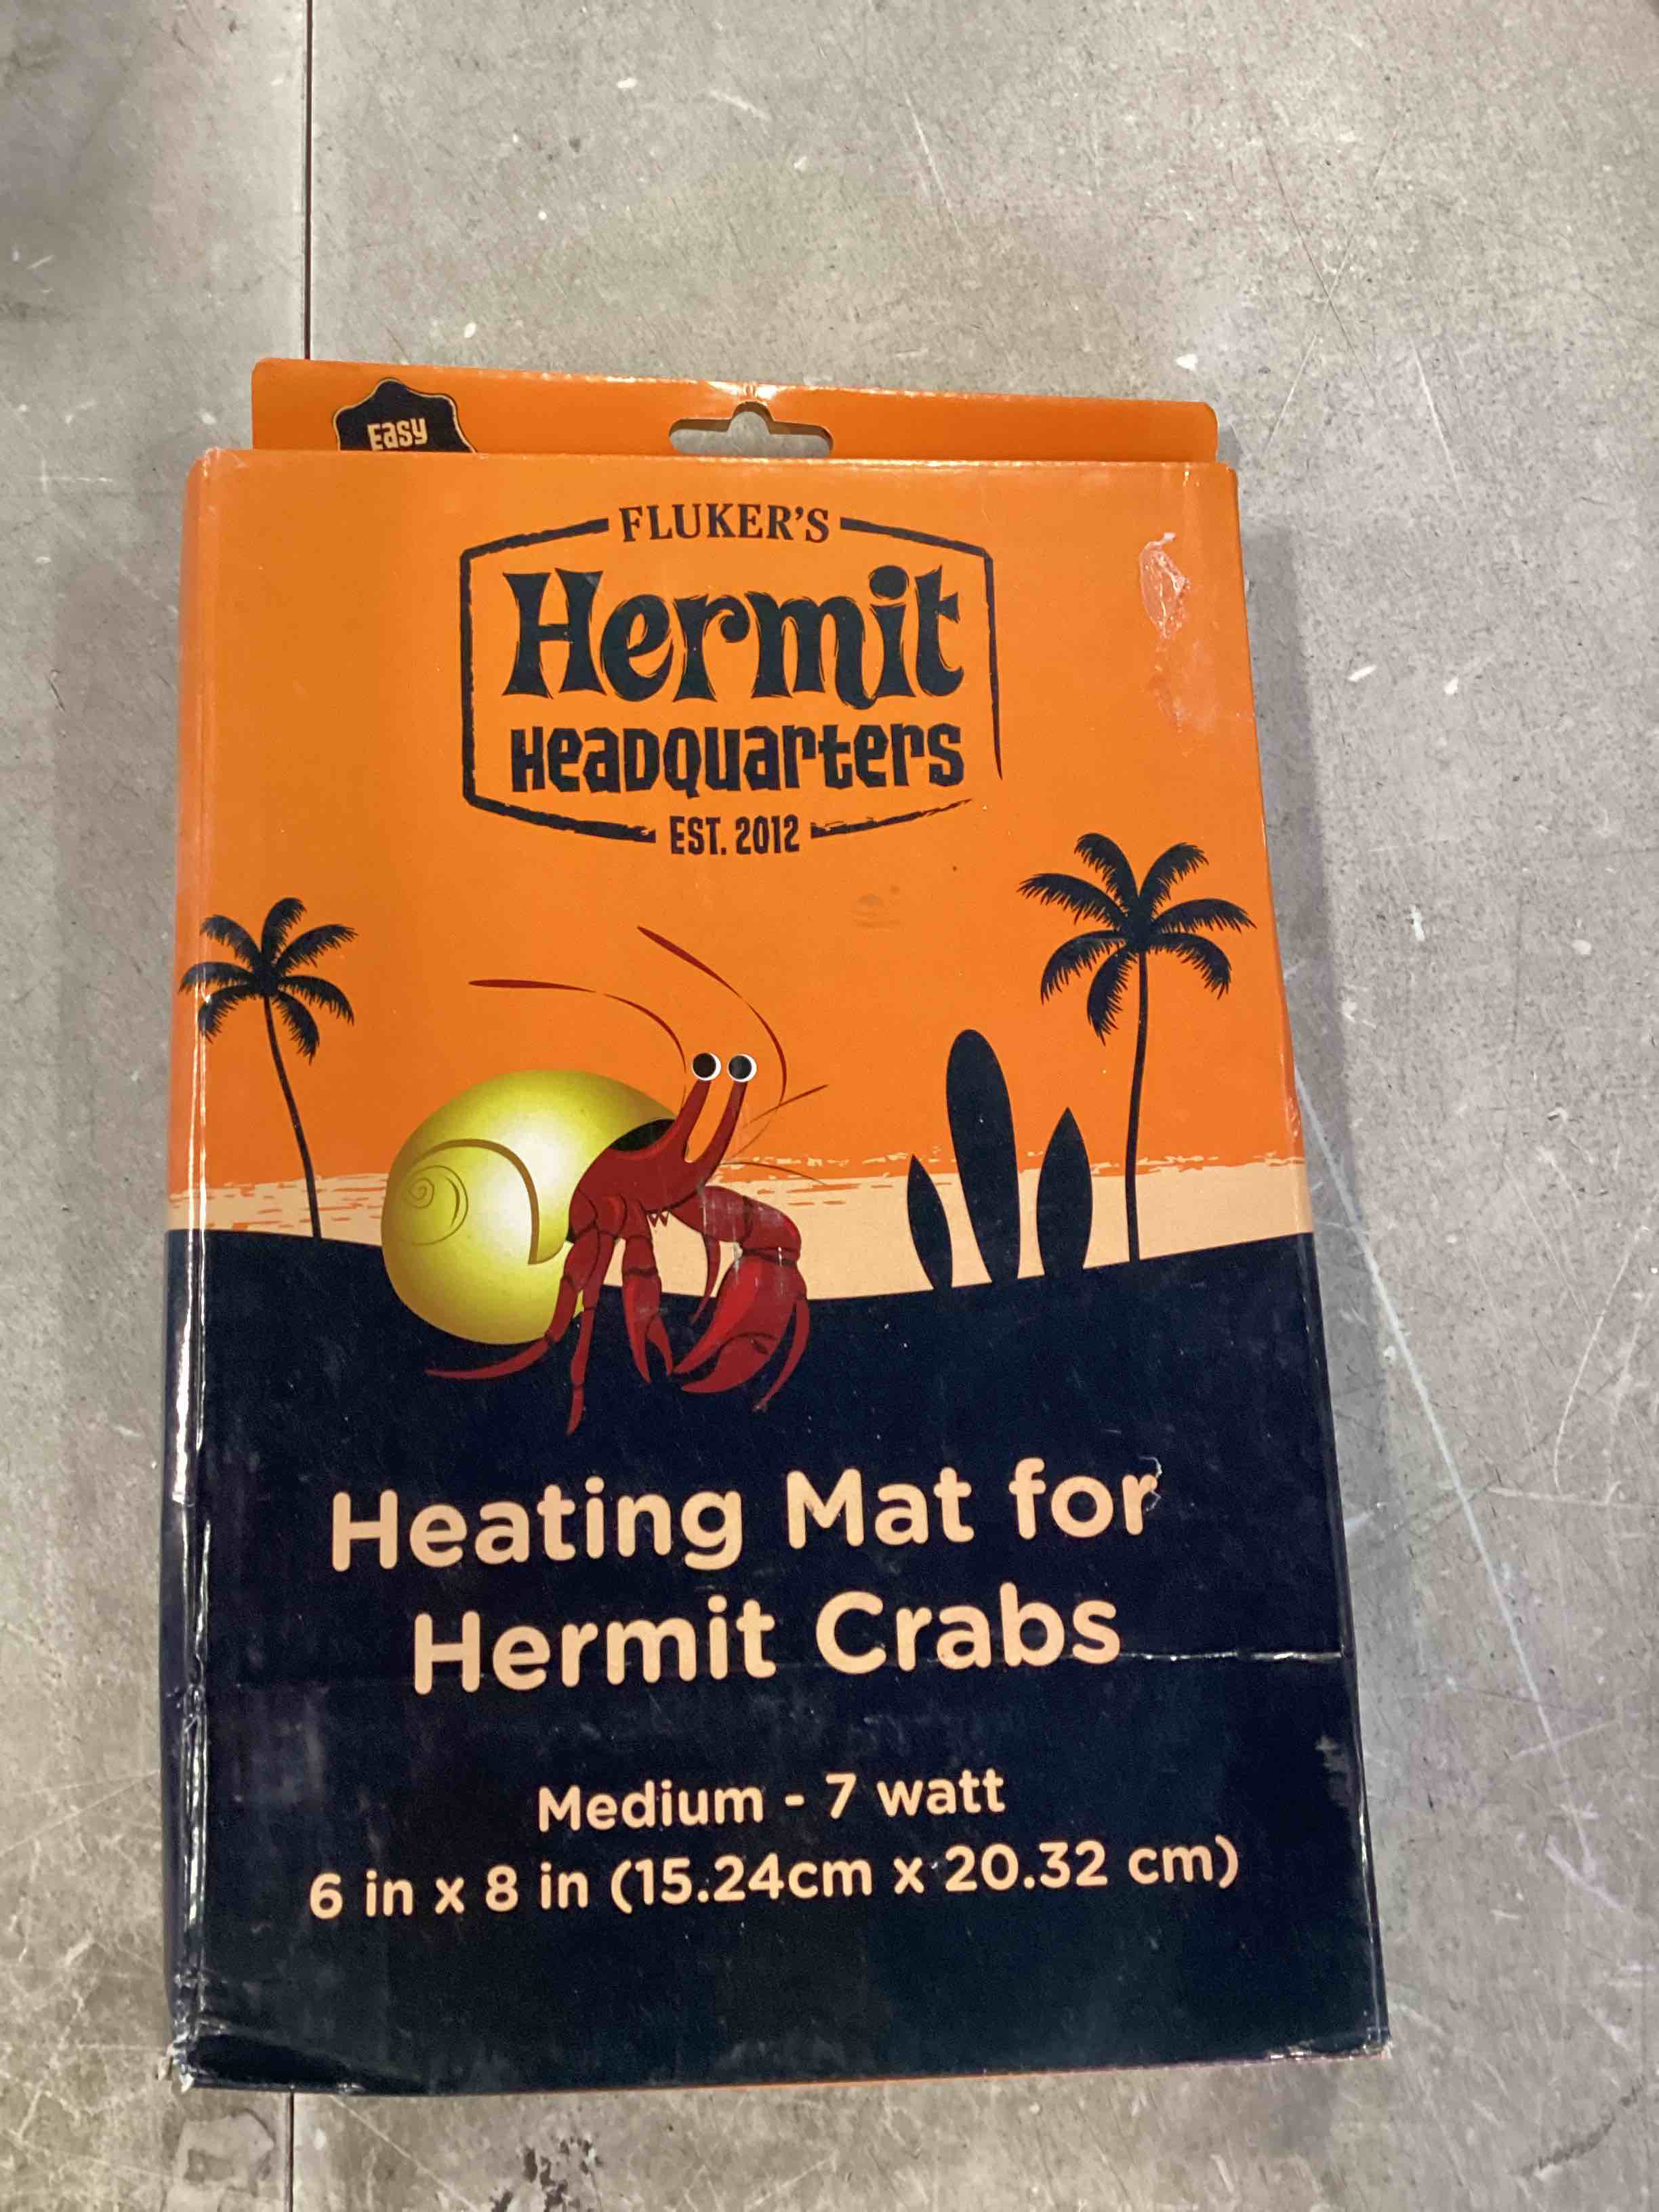 Easy
FLUKER'S
Hermit
HEADQUARTERS
EST. 2012
Heating Mat for
Hermit Crabs
Medium - 7 watt
6 in x 8 in (15.24cm x 20.32 cm)